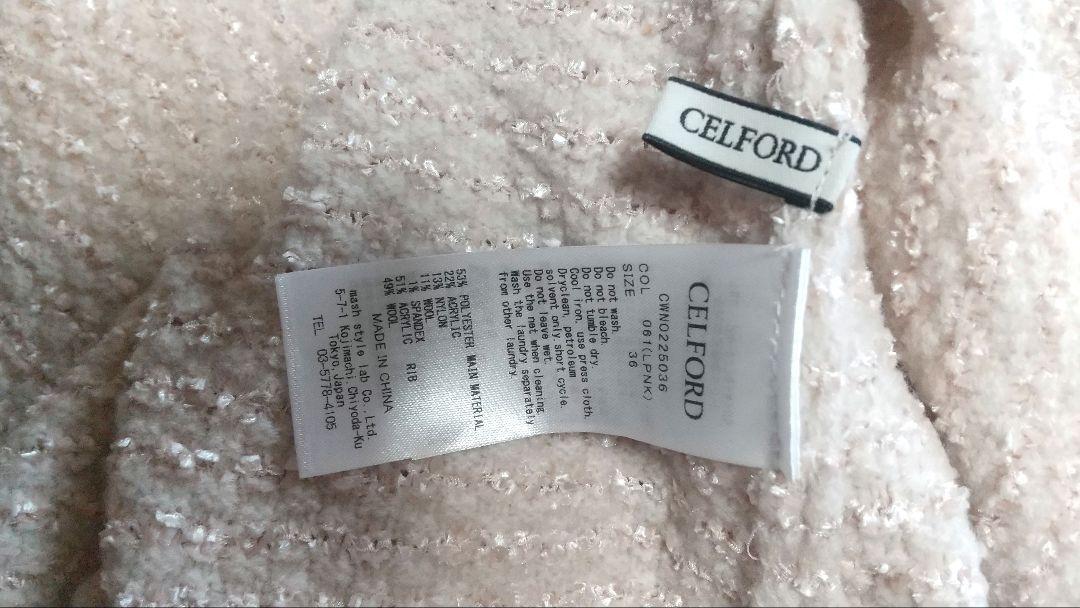 CELFORD
CELFORD
CWNO225036
COL 061(LPNK)
SIZE 36
Do not wash.
Do not bleach.
Do not tumble dry.
Cool iron, use press cloth.
Dryclean, petroleum
solvent only short cycle.
Do not leave wet.
Use the net when cleaning.
Wash the laundry separately
from other laundry.
53% POLYESTER MAIN MATERIAL
22% ACRYLIC
13% NYLON
11% WOOL
1% SPANDEX
51% ACRYLIC RIB
49% WOOL
MADE IN CHINA
mash style lab Co.,Ltd.
5-7-1 Kojimachi, Chiyoda-Ku
Tokyo, Japan
TEL 03-5778-4105